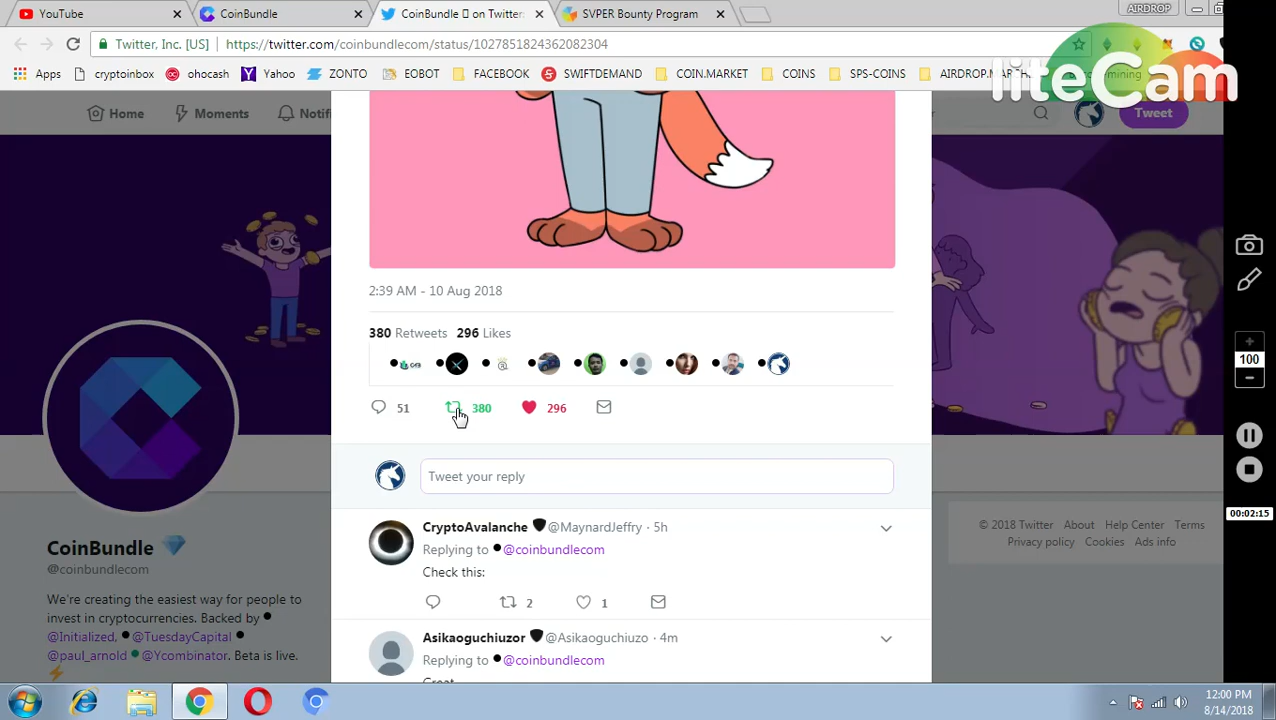 YouTube
CoinBundle
CoinBundle on Twitter
SVPER Bounty Program
AIRDROP
Twitter, Inc. [US]
https://twitter.com/coinbundlecom/status/1027851824362082304
Apps
cryptoinbox
ohocash
Yahoo
ZONTO
EOBOT
FACEBOOK
SWIFTDEMAND
COIN.MARKET
COINS
SPS-COINS
liteCam
Home
Moments
Tweet
2:39 AM - 10 Aug 2018
380 Retweets 296 Likes
51
380
296
Tweet your reply
CryptoAvalanche @MaynardJeffry · 5h
Replying to @coinbundlecom
Check this:
2
1
Asikaoguchiuzor @Asikaoguchiuzo · 4m
Replying to @coinbundlecom
Great
CoinBundle
@coinbundlecom
We're creating the easiest way for people to
invest in cryptocurrencies. Backed by
@Initialized, @TuesdayCapital
@paul_arnold @Ycombinator. Beta is live.
© 2018 Twitter About Help Center Terms
Privacy policy Cookies Ads info
100
00:02:15
12:00 PM
8/14/2018